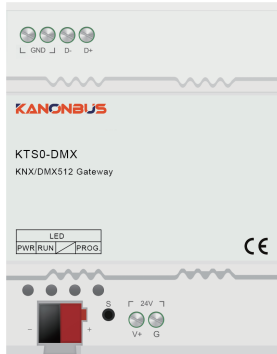 GND D- D+
KANONBUS
KTS0-DMX
KNX/DMX512 Gateway
LED
PWR RUN PROG.
CE
S 24V
- +
V+ G